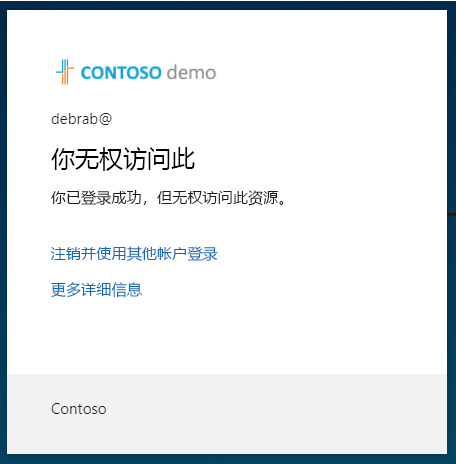 CONTOSO demo
debrab@
你无权访问此
你已登录成功，但无权访问此资源。
注销并使用其他帐户登录
更多详细信息
Contoso